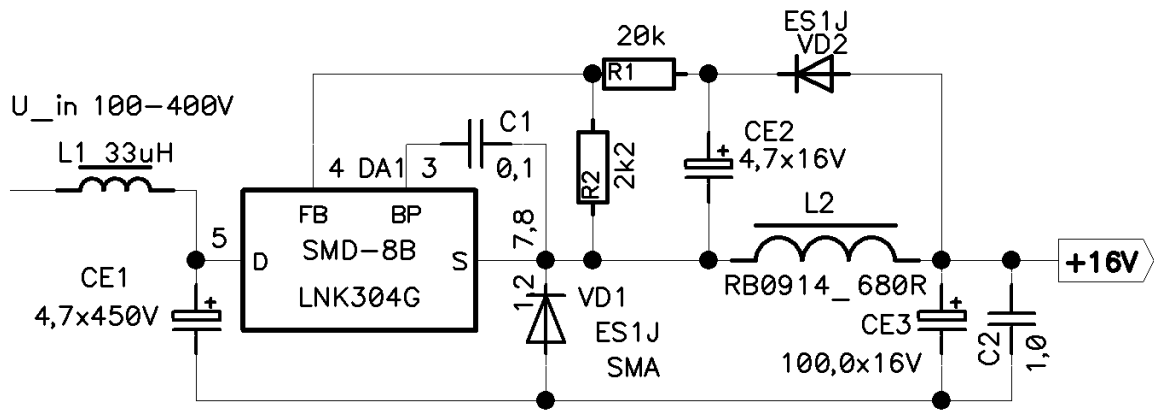 ES1J
VD2
20k
R1
U_in 100-400V
L1 33uH
C1
0,1
CE2
4,7x16V
+
4 DA1 3
R2
2k2
FB BP
SMD-8B
D S
LNK304G
5
7,8
1,2
L2
RB0914_680R
+16V
CE1
4,7x450V
+
VD1
ES1J
SMA
+
CE3
100,0x16V
C2
1,0